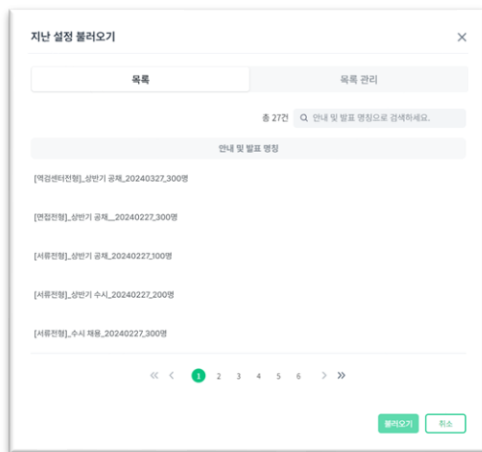 지난 설정 불러오기
목록 목록 관리
총 27건 안내 및 발표 명칭으로 검색하세요.
안내 및 발표 명칭
[역검센터전형]_상반기 공채_20240327_300명
[면접전형]_상반기 공채__20240227_300명
[서류전형]_상반기 공채_20240227_100명
[서류전형]_상반기 수시_20240227_200명
[서류전형]_수시 채용_20240227_300명
1 2 3 4 5 6
불러오기 취소